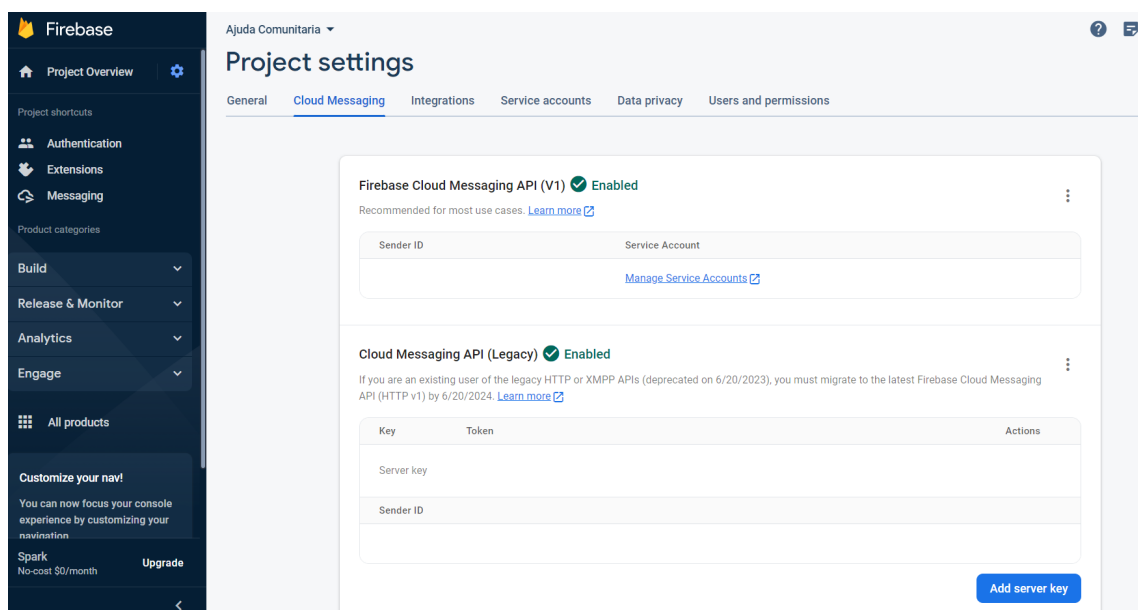 Firebase
Project Overview
Project shortcuts
Authentication
Extensions
Messaging
Product categories
Build
Release & Monitor
Analytics
Engage
All products
Customize your nav!
You can now focus your console
experience by customizing your
navigation
Spark
No-cost $0/month
Upgrade
Ajuda Comunitaria
Project settings
General Cloud Messaging Integrations Service accounts Data privacy Users and permissions
Firebase Cloud Messaging API (V1) Enabled
Recommended for most use cases. Learn more
Sender ID Service Account
Manage Service Accounts
Cloud Messaging API (Legacy) Enabled
If you are an existing user of the legacy HTTP or XMPP APIs (deprecated on 6/20/2023), you must migrate to the latest Firebase Cloud Messaging
API (HTTP v1) by 6/20/2024. Learn more
Key Token Actions
Server key
Sender ID
Add server key